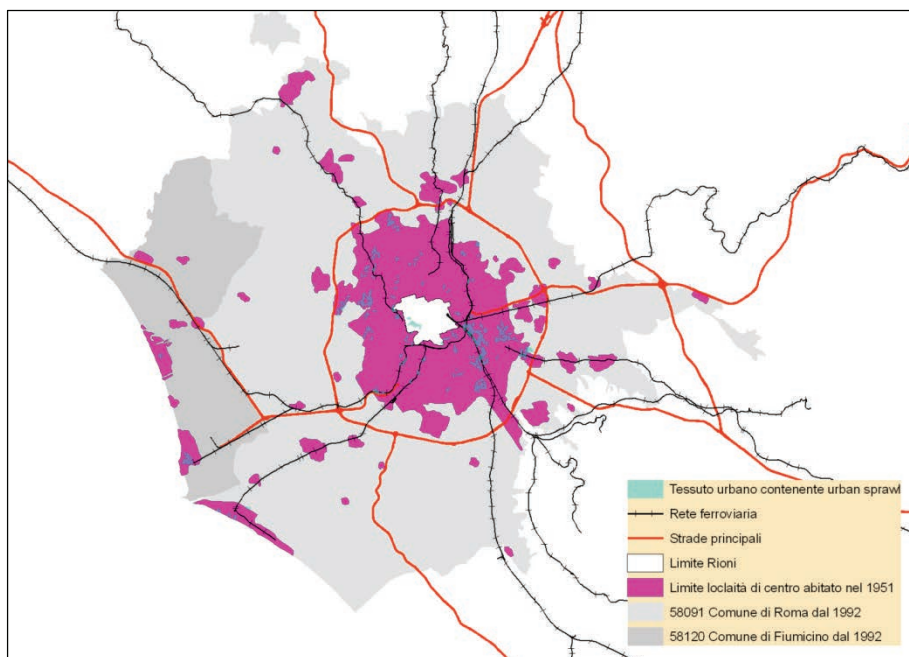 Tessuto urbano contenente urban sprawl
Rete ferroviaria
Strade principali
Limite Rioni
Limite loclaità di centro abitato nel 1951
58091 Comune di Roma dal 1992
58120 Comune di Fiumicino dal 1992